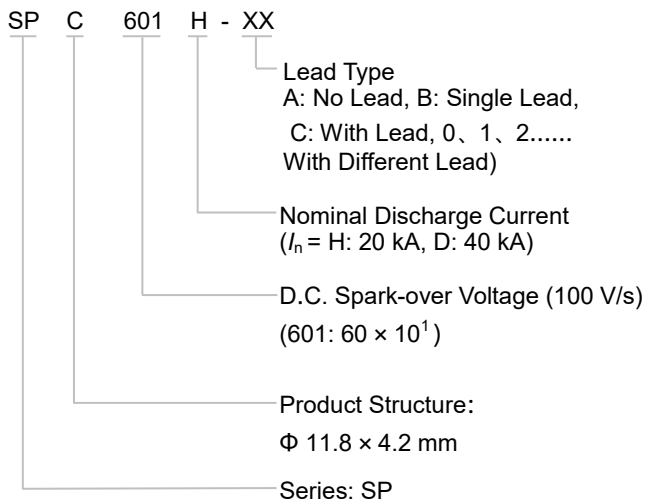 SP C 601 H - XX
Lead Type
A: No Lead, B: Single Lead,
C: With Lead, 0、1、2......
With Different Lead)
Nominal Discharge Current
(Iₙ = H: 20 kA, D: 40 kA)
D.C. Spark-over Voltage (100 V/s)
(601: 60 × 10¹)
Product Structure:
Φ 11.8 × 4.2 mm
Series: SP